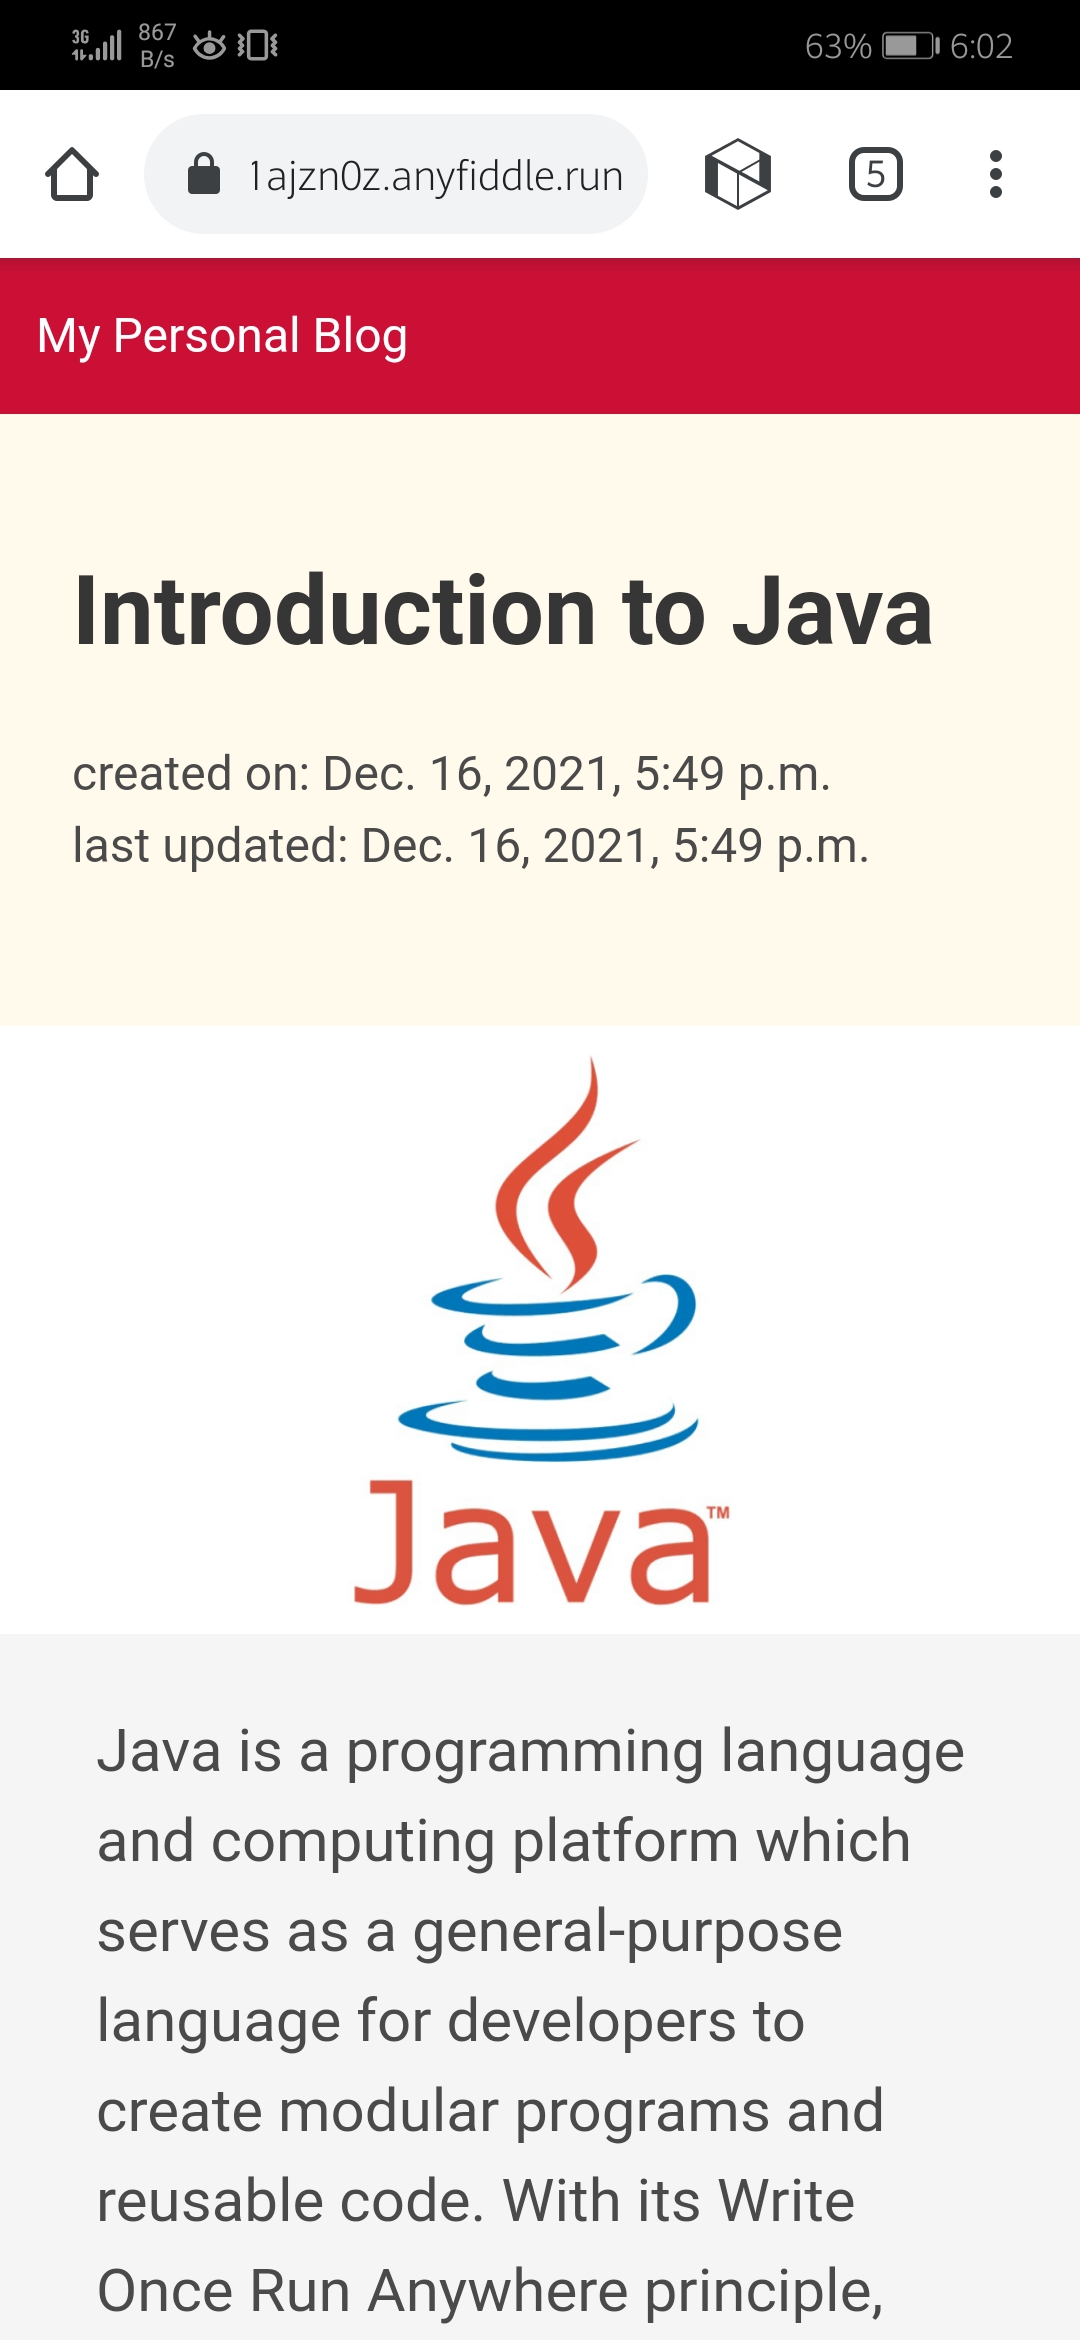 3G 867 B/s 63% 6:02
1ajzn0z.anyfiddle.run 5
My Personal Blog
Introduction to Java
created on: Dec. 16, 2021, 5:49 p.m.
last updated: Dec. 16, 2021, 5:49 p.m.
Java™
Java is a programming language
and computing platform which
serves as a general-purpose
language for developers to
create modular programs and
reusable code. With its Write
Once Run Anywhere principle,